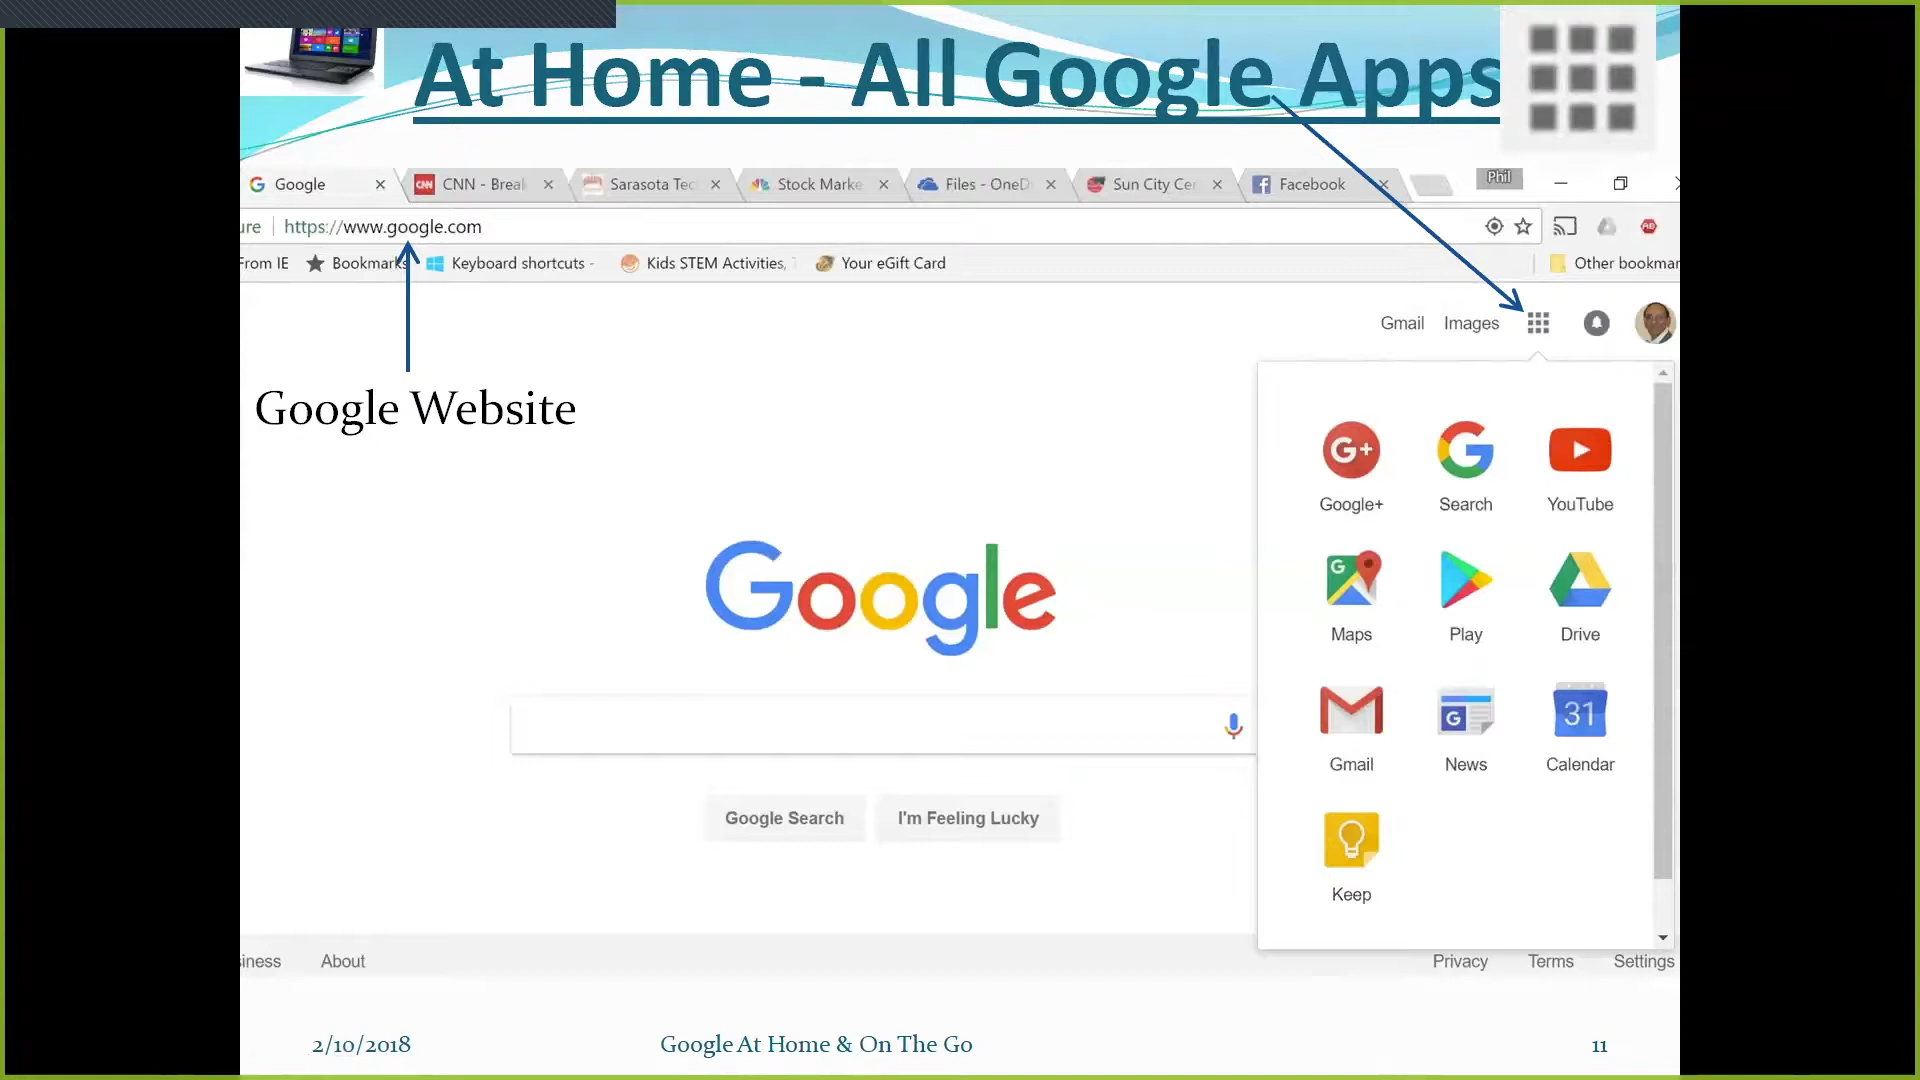 At Home - All Google Apps
Google
CNN - Break
Sarasota Tec
Stock Marke
Files - OneD
Sun City Cer
Facebook
Phil
ure
https://www.google.com
From IE
Bookmarks
Keyboard shortcuts -
Kids STEM Activities,
Your eGift Card
Other bookmar
Gmail Images
Google Website
G+ G
Google+ Search YouTube
G
Maps Play Drive
Google
G 31
Gmail News Calendar
Google Search I'm Feeling Lucky
Keep
siness About Privacy Terms Settings
2/10/2018 Google At Home & On The Go 11